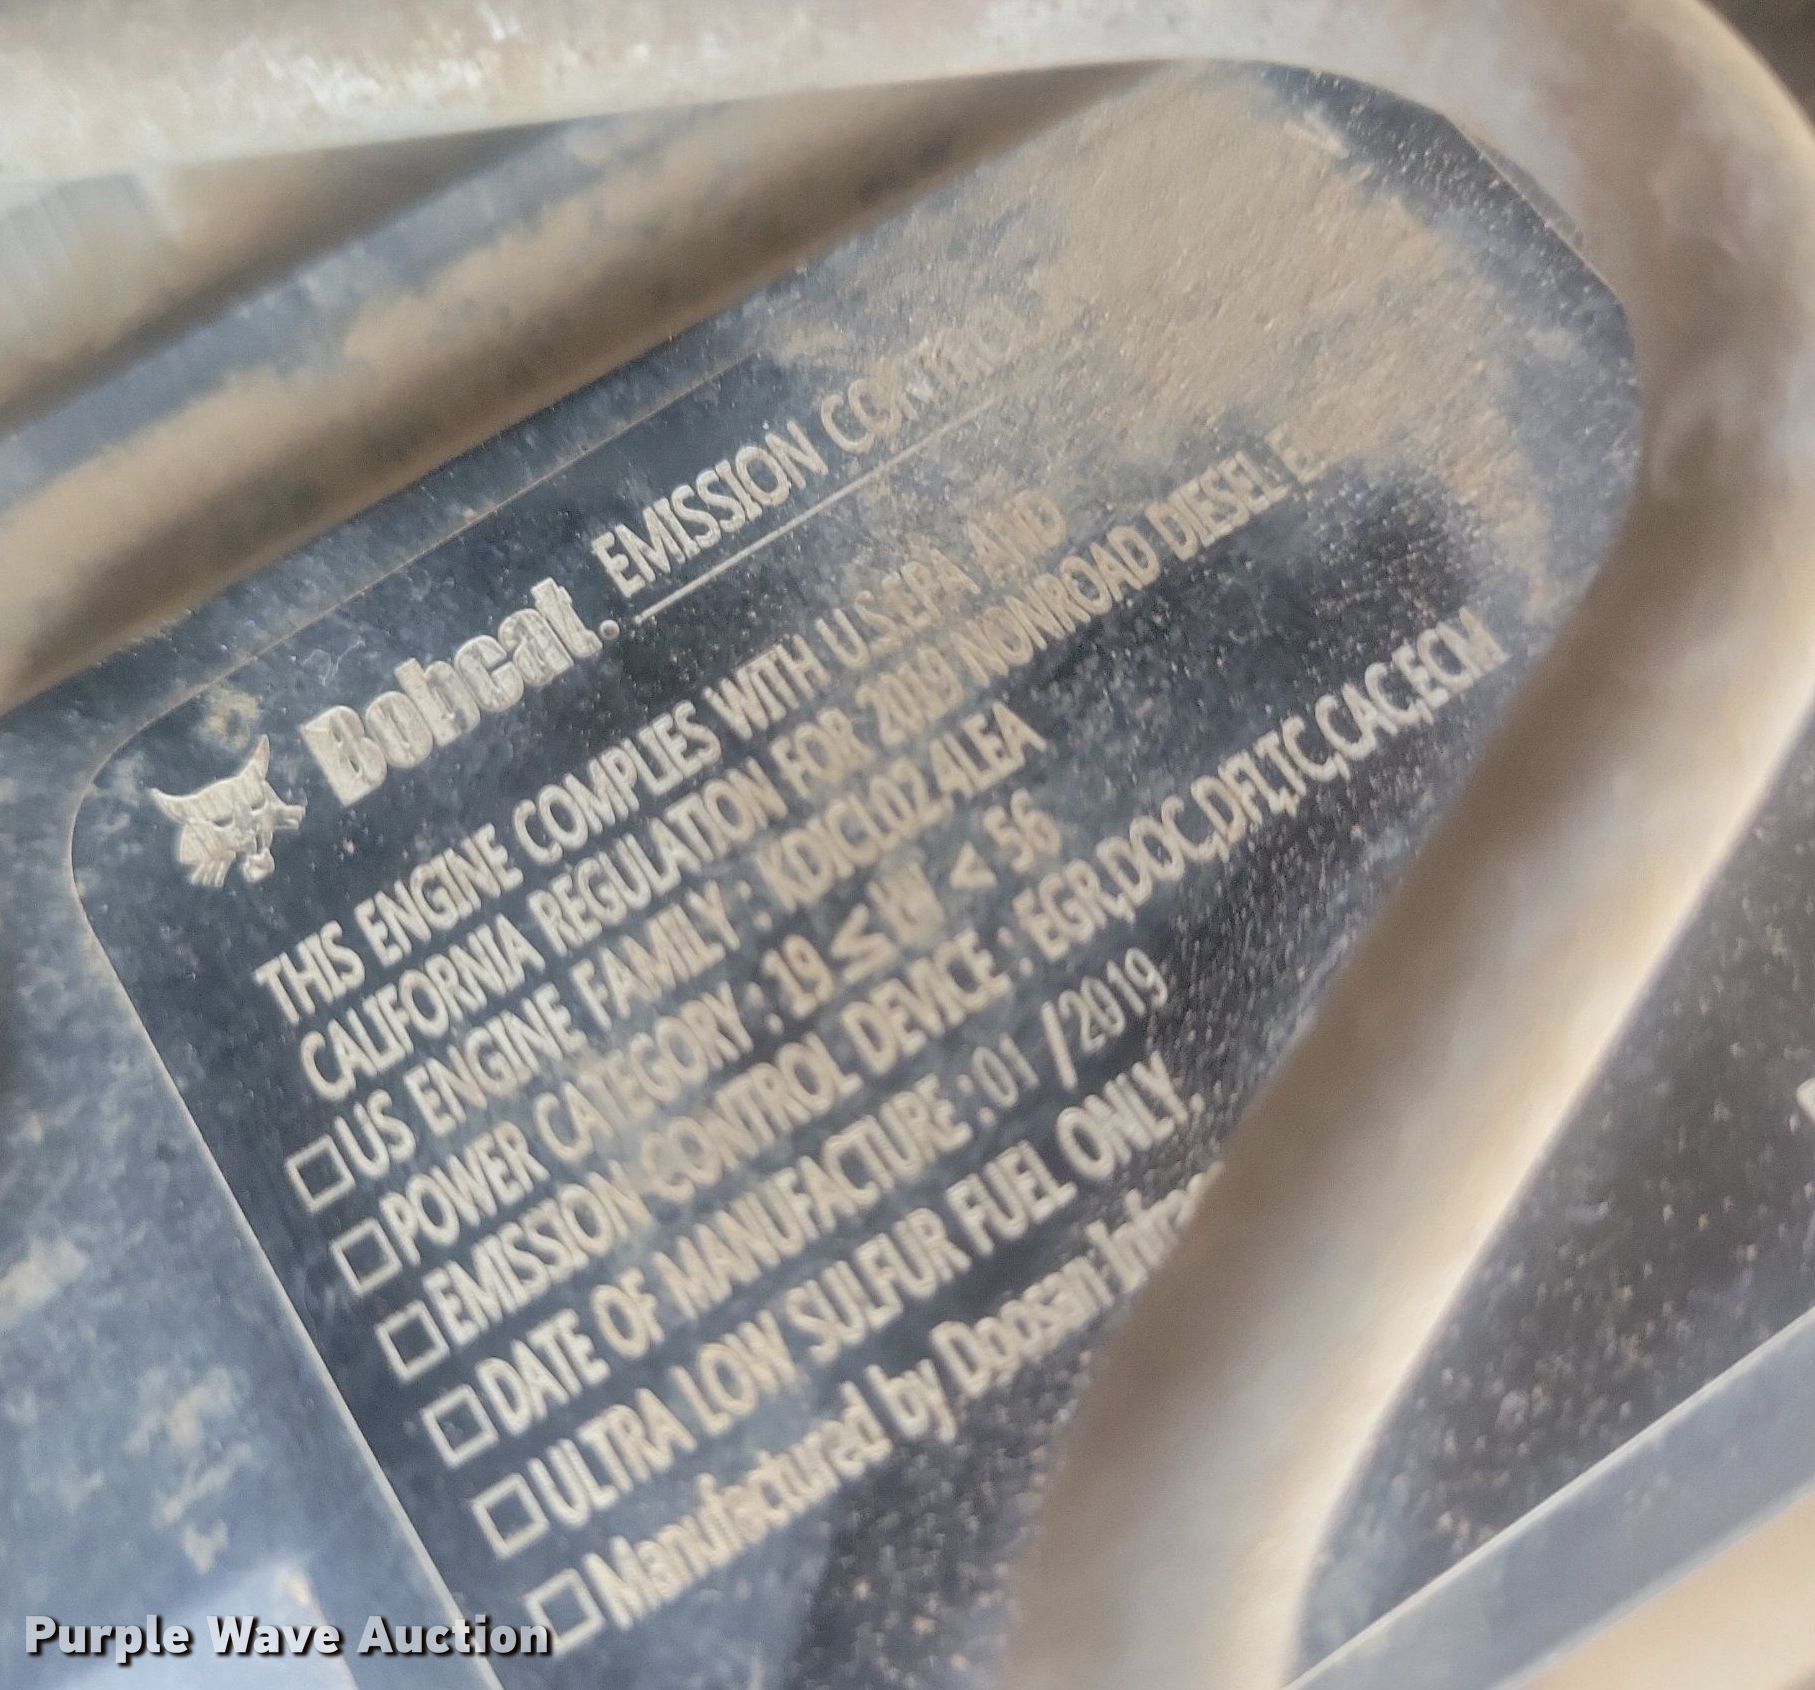 Bobcat. EMISSION CONTROL
THIS ENGINE COMPLIES WITH U.S.EPA AND
CALIFORNIA REGULATION FOR 2019 NONROAD DIESEL E
US ENGINE FAMILY : KDICL02.4LEA
POWER CATEGORY : 19 ≤ kW < 56
EMISSION CONTROL DEVICE : EGR,DOC,DFI,TC,CAC,ECM
DATE OF MANUFACTURE : 01 /2019
ULTRA LOW SULFUR FUEL ONLY.
Manufactured by Doosan Infra
Purple Wave Auction